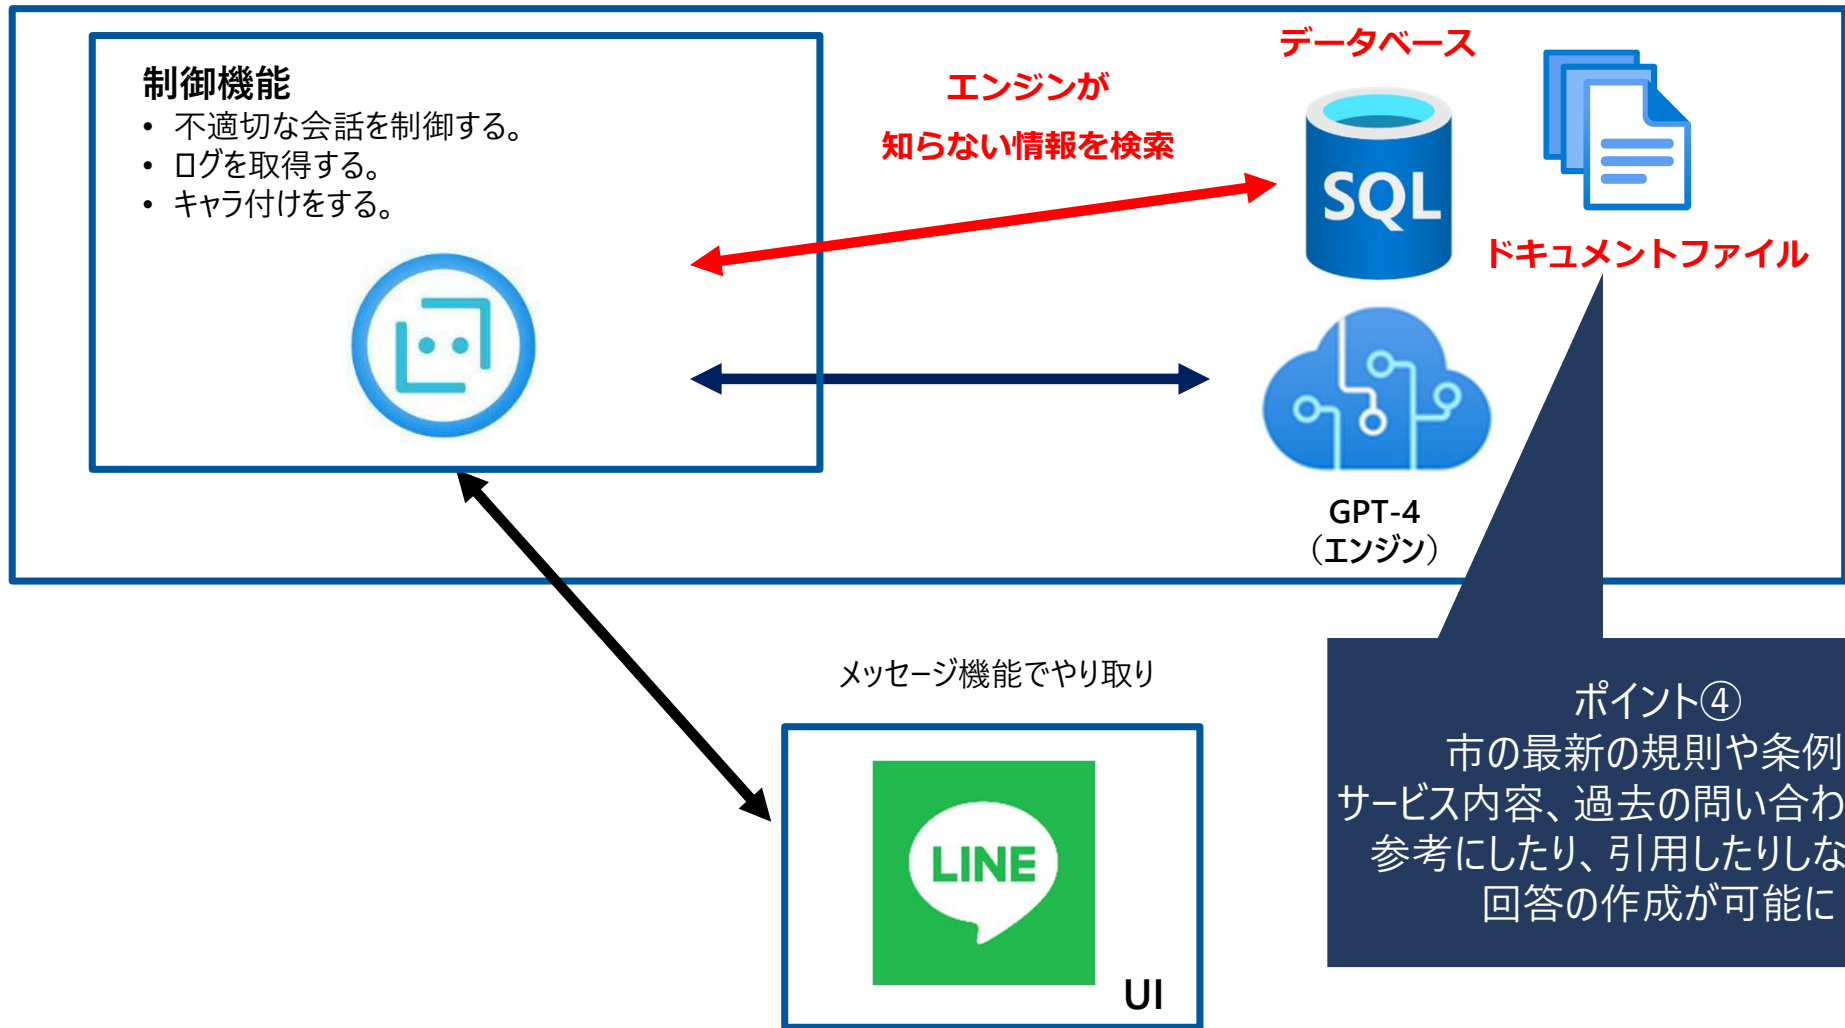 制御機能
• 不適切な会話を制御する。
• ログを取得する。
• キャラ付けをする。
エンジンが
知らない情報を検索
データベース
SQL
ドキュメントファイル
GPT-4
（エンジン）
メッセージ機能でやり取り
LINE
UI
ポイント④
市の最新の規則や条例
サービス内容、過去の問い合わ
参考にしたり、引用したりしな
回答の作成が可能に